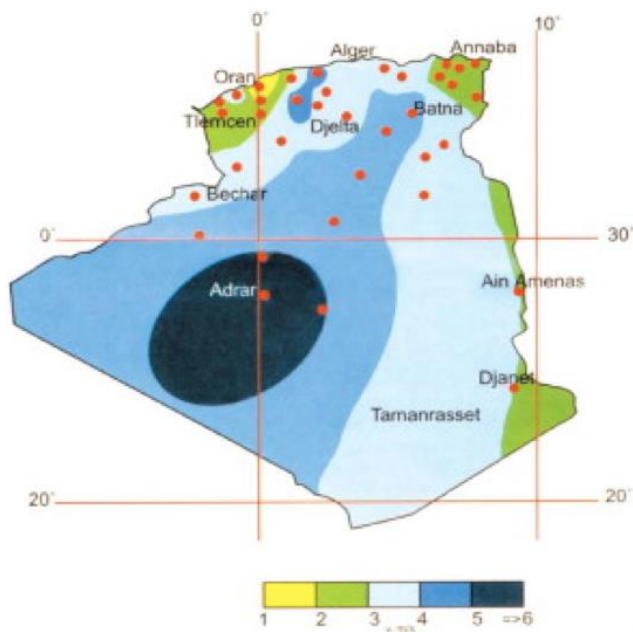 0°
10°
Alger
Annaba
Oran
Tlemcen
Djelfa
Batna
Bechar
0°
30°
Adrar
Ain Amenas
Djanet
Tamanrasset
20°
20°
1 2 3 4 5 =>6